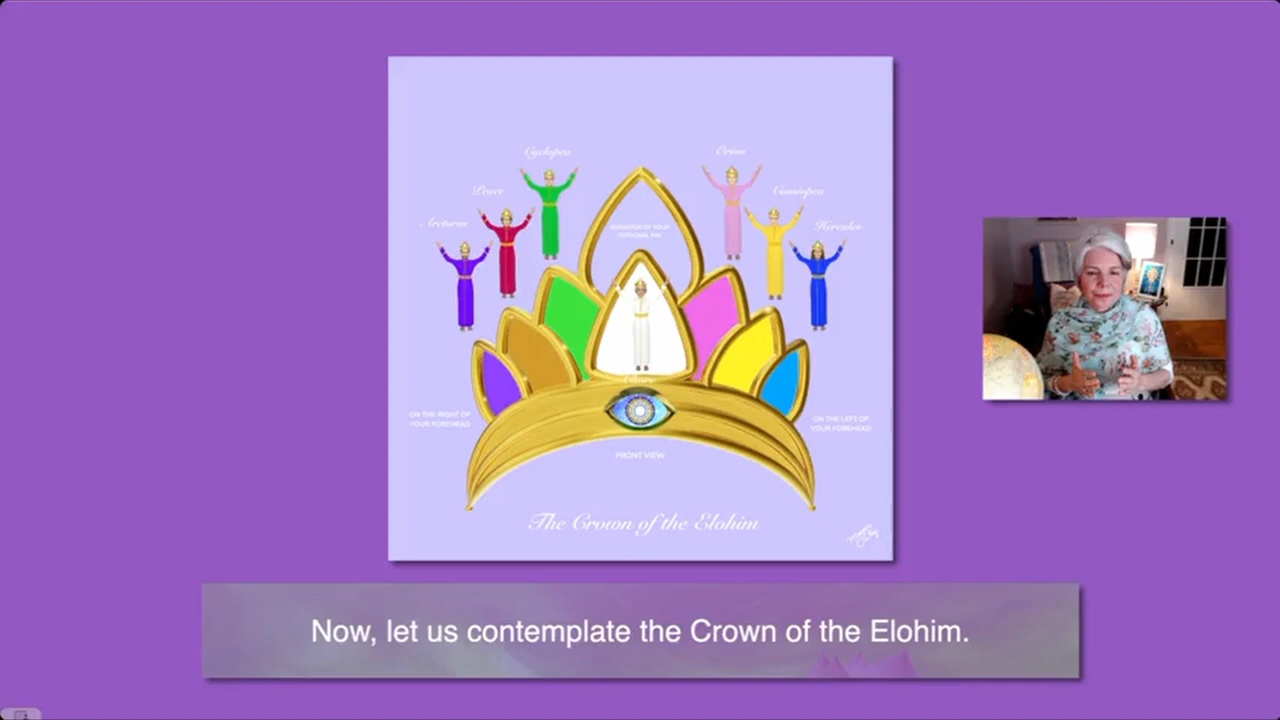 Cyclopea
Orion
Peace
Cassiopea
Arcturus
Hercules
VIBRATION OF YOUR
PERSONAL RAY
ON THE RIGHT OF
YOUR FOREHEAD
ON THE LEFT OF
YOUR FOREHEAD
FRONT VIEW
The Crown of the Elohim
Now, let us contemplate the Crown of the Elohim.